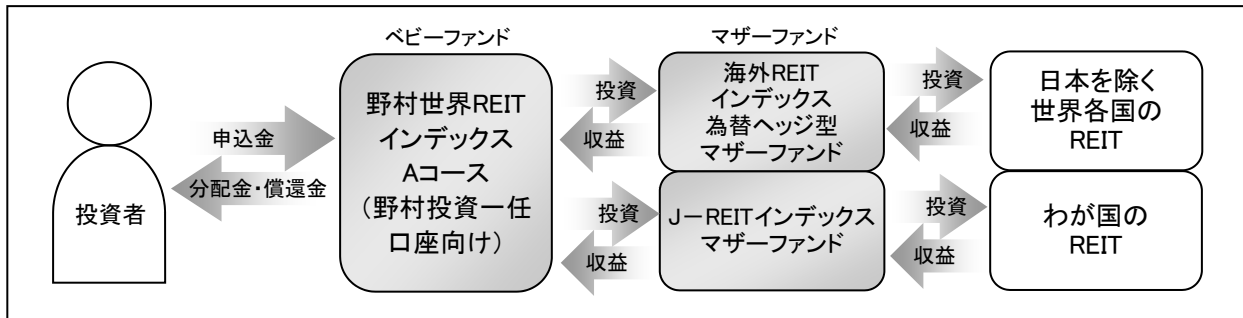 ベビーファンド
マザーファンド
投資者
申込金
分配金・償還金
野村世界REIT
インデックス
Aコース
(野村投資一任
口座向け)
投資
収益
海外REIT
インデックス
為替ヘッジ型
マザーファンド
投資
収益
日本を除く
世界各国の
REIT
投資
収益
J-REITインデックス
マザーファンド
投資
収益
わが国の
REIT